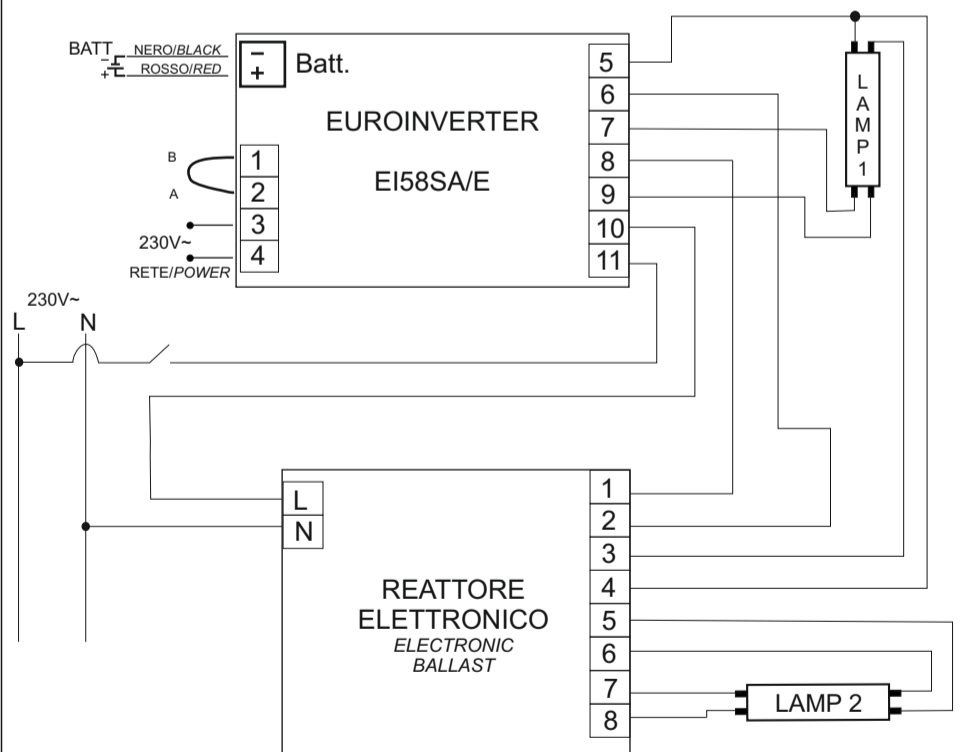 BATT
-
+
NERO/BLACK
ROSSO/RED
-
+
Batt.
EUROINVERTER
EI58SA/E
B
A
1
2
3
4
230V~
RETE/POWER
5
6
7
8
9
10
11
LAMP1
230V~
L N
L
N
REATTORE
ELETTRONICO
ELECTRONIC
BALLAST
1
2
3
4
5
6
7
8
LAMP 2